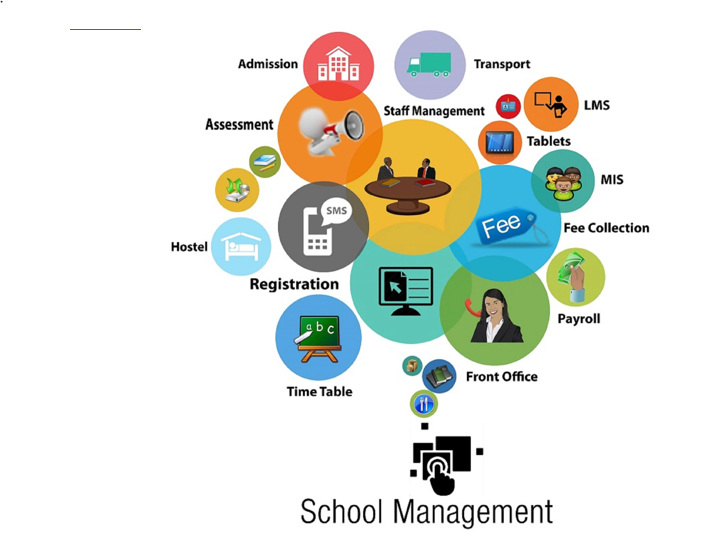 Admission
Transport
Staff Management
LMS
Assessment
Tablets
MIS
SMS
Fee
Fee Collection
Hostel
Registration
Payroll
a b c
Time Table
Front Office
School Management